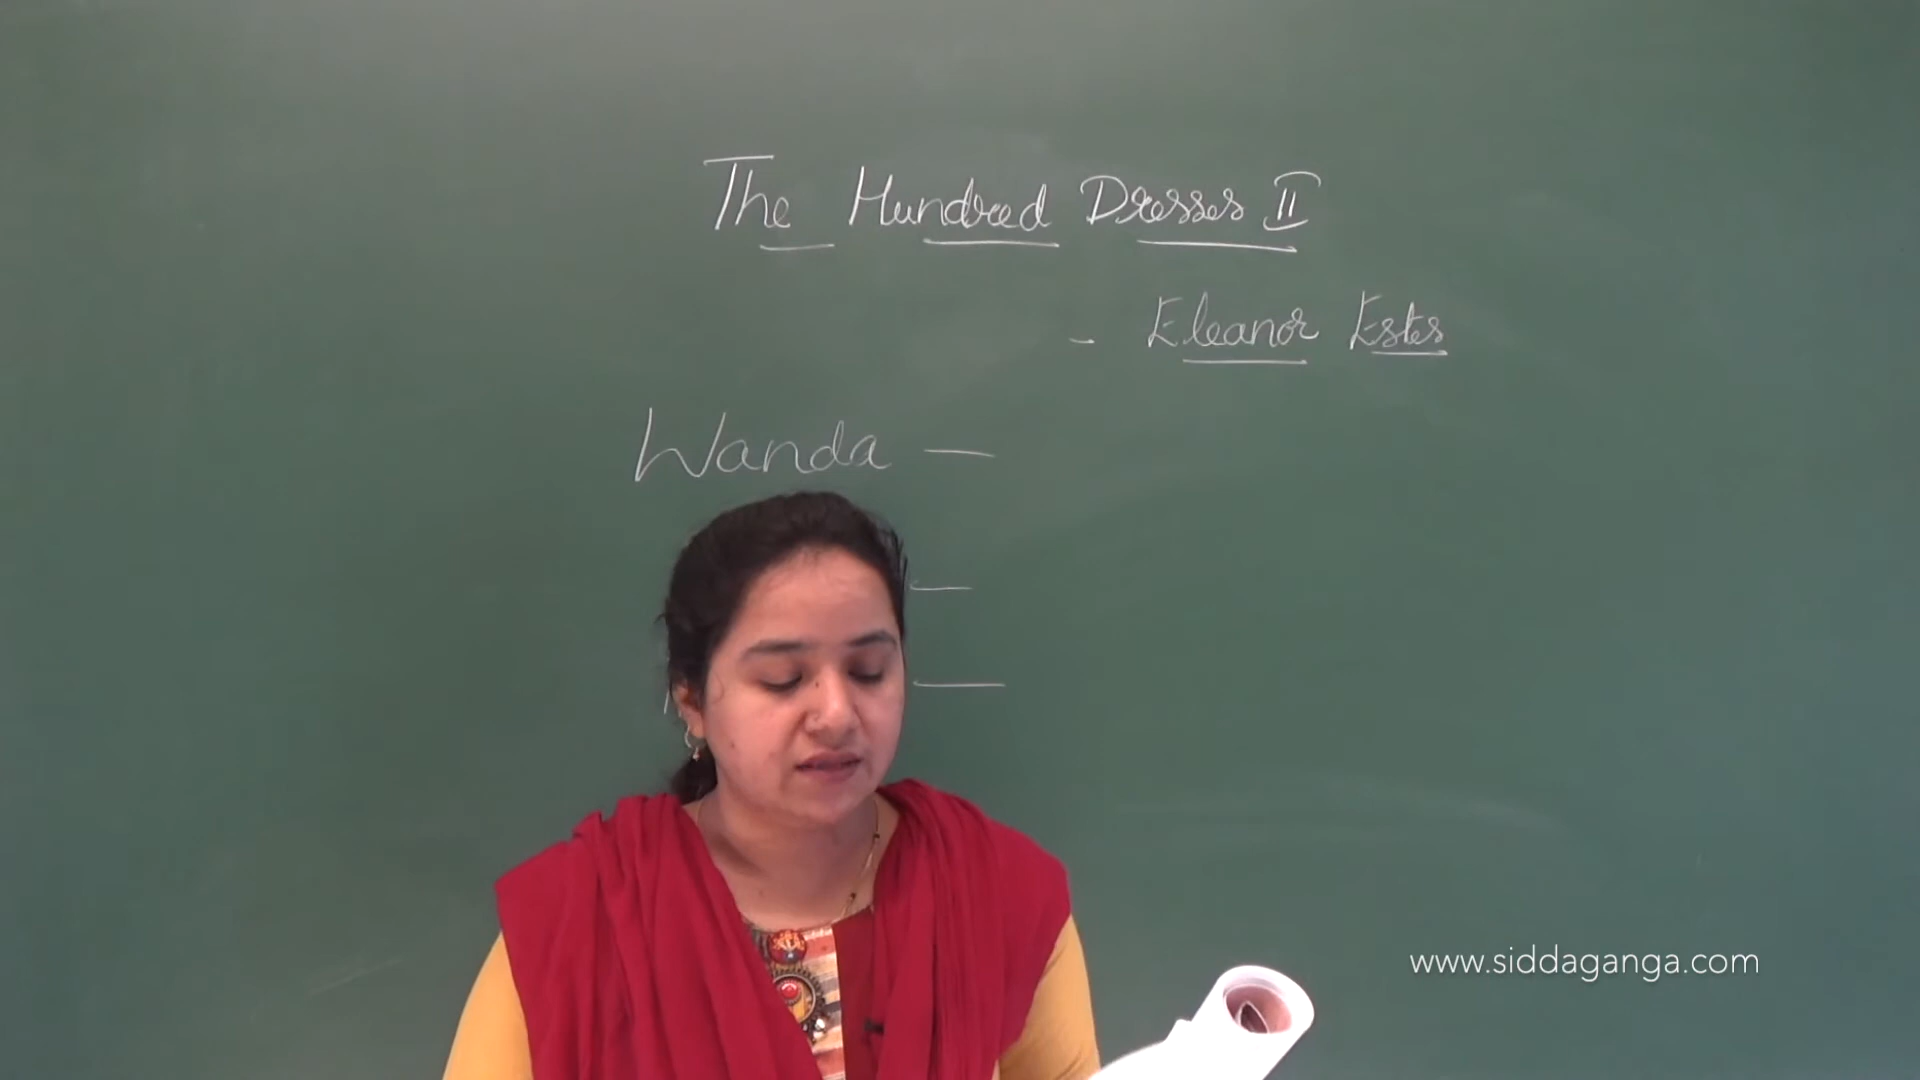 The Hundred Dresses II
- Eleanor Estes
Wanda —
—
—
www.siddaganga.com